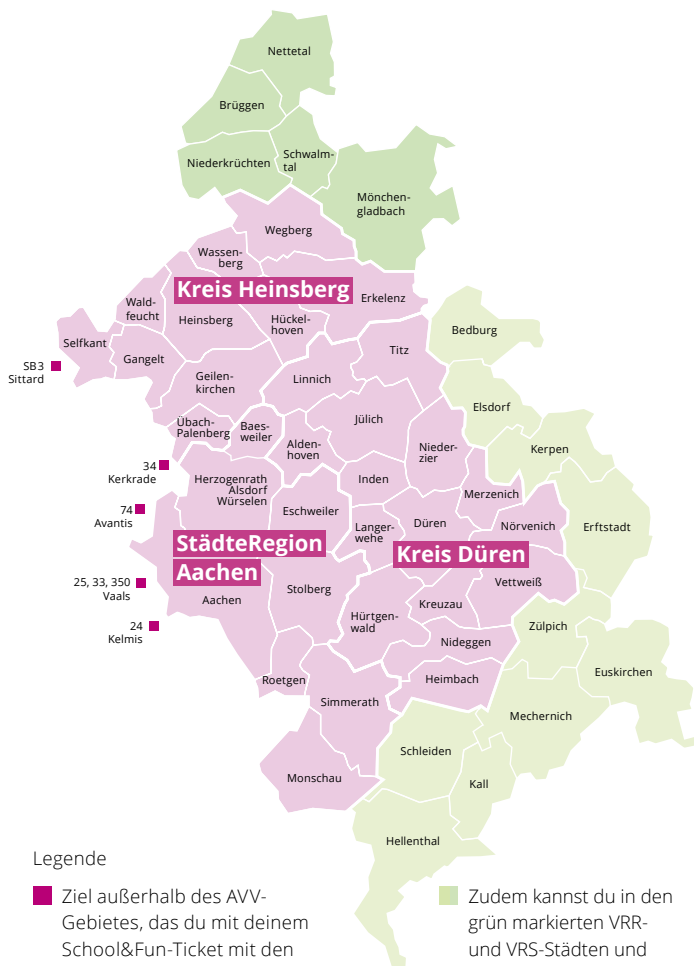 Nettetal
Brüggen
Niederkrüchten
Schwalm-
tal
Mönchen-
gladbach
Wegberg
Wassen-
berg
Kreis Heinsberg
Erkelenz
Wald-
feucht
Heinsberg
Hückel-
hoven
Bedburg
Selfkant
Gangelt
Titz
SB3
Sittard
Geilen-
kirchen
Linnich
Elsdorf
Jülich
Übach-
Palenberg
Baes-
weiler
Alden-
hoven
Nieder-
zier
Kerpen
34
Kerkrade
Herzogenrath
Alsdorf
Würselen
Inden
Merzenich
74
Avantis
Eschweiler
Langer-
wehe
Düren
Nörvenich
Erftstadt
StädteRegion
Aachen
Kreis Düren
25, 33, 350
Vaals
Stolberg
Vettweiß
Aachen
Hürtgen-
wald
Kreuzau
24
Kelmis
Zülpich
Nideggen
Euskirchen
Roetgen
Heimbach
Simmerath
Mechernich
Schleiden
Monschau
Kall
Hellenthal
Legende
Ziel außerhalb des AVV-
Gebietes, das du mit deinem
School&Fun-Ticket mit den
Zudem kannst du in den
grün markierten VRR-
und VRS-Städten und